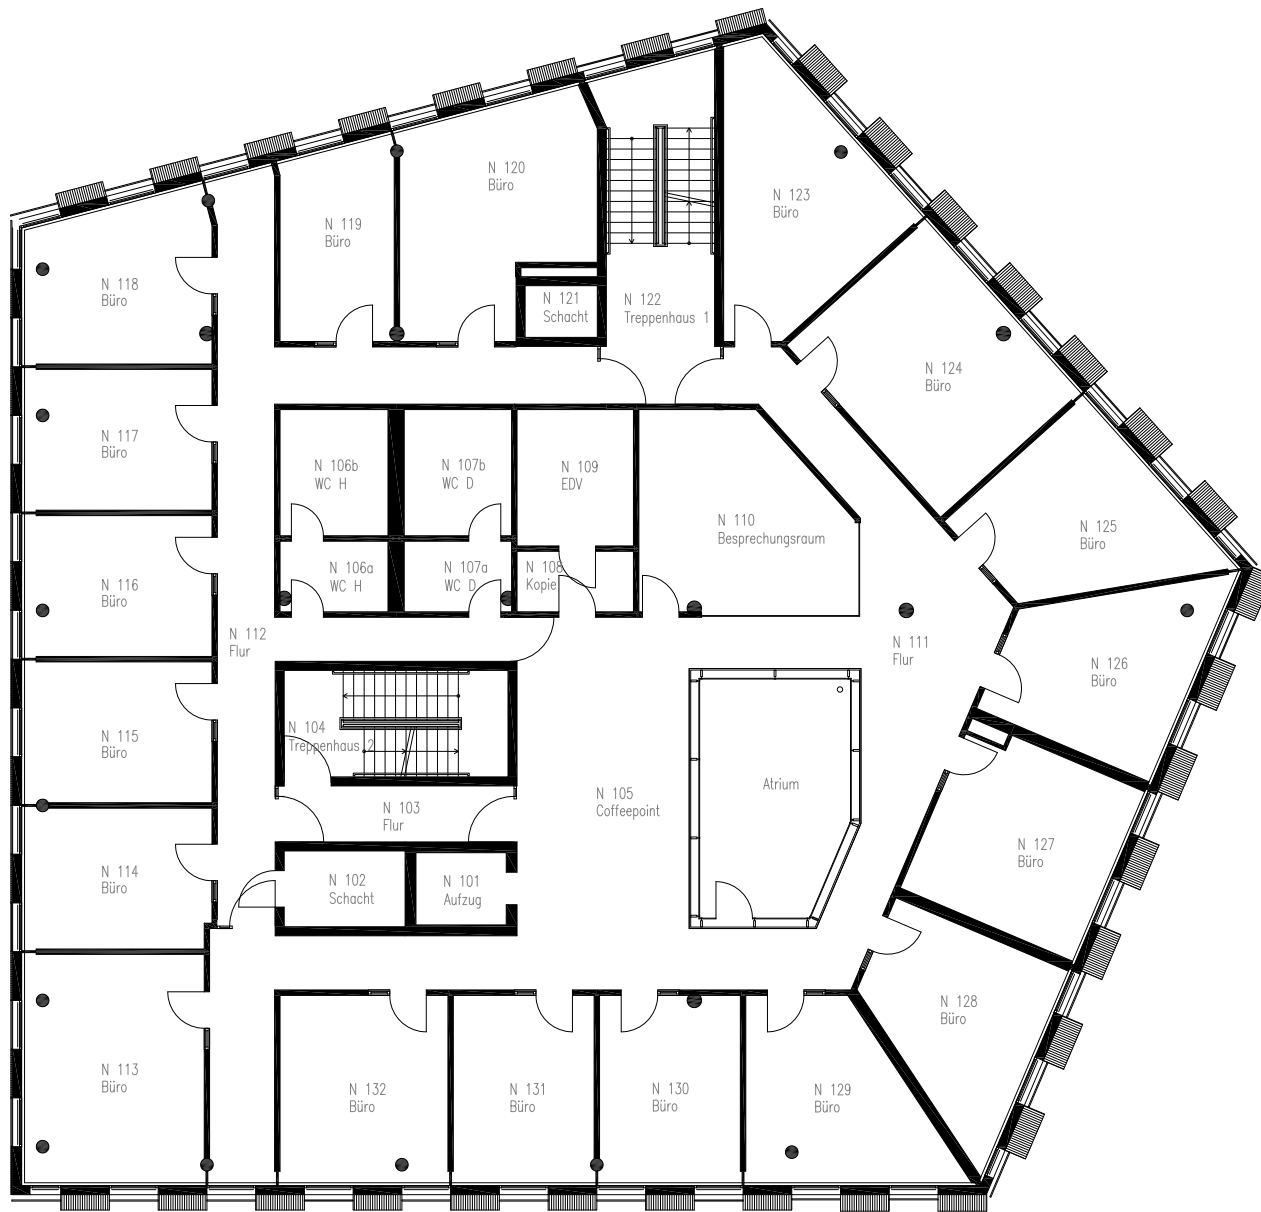 N 120
Büro
N 123
Büro
N 119
Büro
N 118
Büro
N 121
Schacht
N 122
Treppenhaus 1
N 124
Büro
N 117
Büro
N 106b
WC H
N 107b
WC D
N 109
EDV
N 110
Besprechungsraum
N 125
Büro
N 116
Büro
N 106a
WC H
N 107a
WC D
N 108
Kopie
N 112
Flur
N 111
Flur
N 126
Büro
N 115
Büro
N 104
Treppenhaus 2
N 103
Flur
N 105
Coffeepoint
Atrium
N 127
Büro
N 114
Büro
N 102
Schacht
N 101
Aufzug
N 128
Büro
N 113
Büro
N 132
Büro
N 131
Büro
N 130
Büro
N 129
Büro